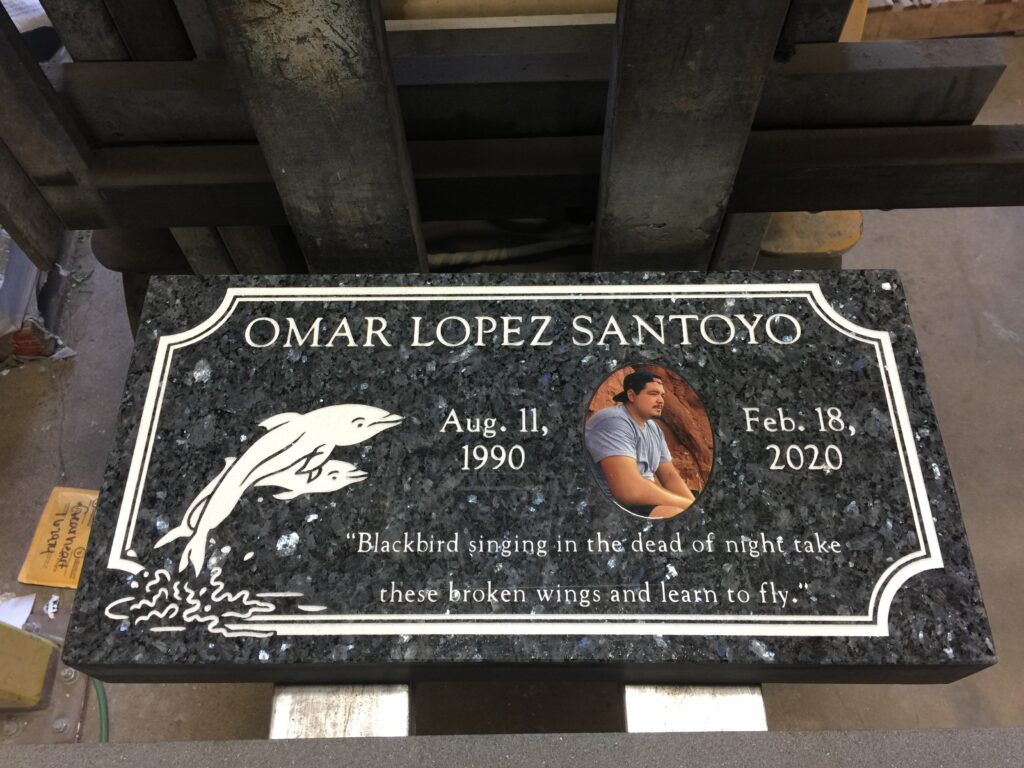 OMAR LOPEZ SANTOYO
Aug. 11,
1990
Feb. 18,
2020
“Blackbird singing in the dead of night take
these broken wings and learn to fly.”